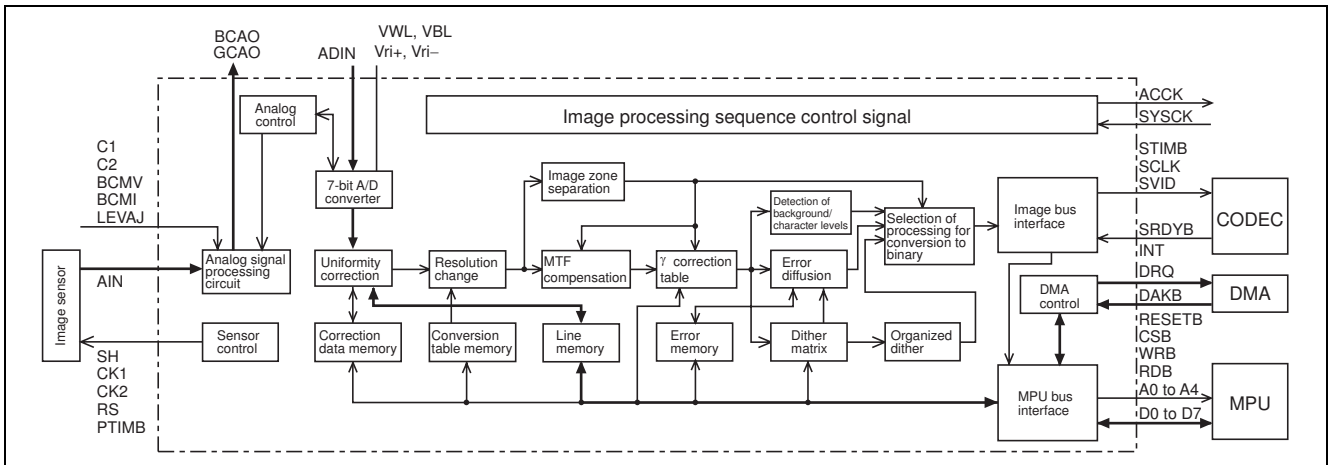 BCAO
GCAO
ADIN
VWL, VBL
Vri+, Vri−
Analog
control
Image processing sequence control signal
ACCK
SYSCK
C1
C2
BCMV
BCMI
LEVAJ
7-bit A/D
converter
Image zone
separation
Detection of
background/
character levels
Selection of
processing for
conversion to
binary
Image bus
interface
STIMB
SCLK
SVID
CODEC
SRDYB
INT
Image sensor
AIN
Analog signal
processing
circuit
Uniformity
correction
Resolution
change
MTF
compensation
γ correction
table
Error
diffusion
DMA
control
DRQ
DAKB
DMA
Sensor
control
Correction
data memory
Conversion
table memory
Line
memory
Error
memory
Dither
matrix
Organized
dither
RESETB
CSB
WRB
RDB
SH
CK1
CK2
RS
PTIMB
MPU bus
interface
A0 to A4
D0 to D7
MPU